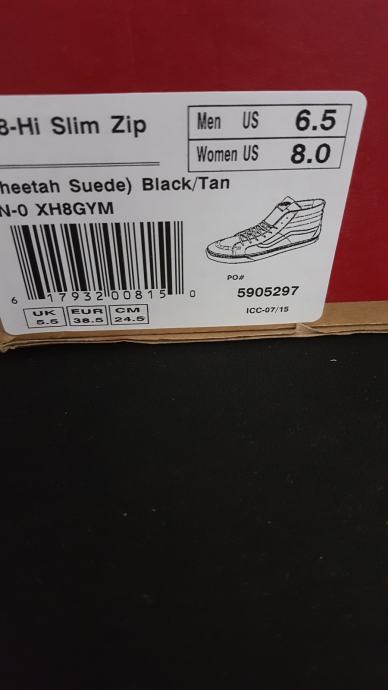 8-Hi Slim Zip
Men US 6.5
Women US 8.0
heetah Suede) Black/Tan
N-0 XH8GYM
6 17932 00815 0
PO#
5905297
UK EUR CM
5.5 38.5 24.5
ICC-07/15